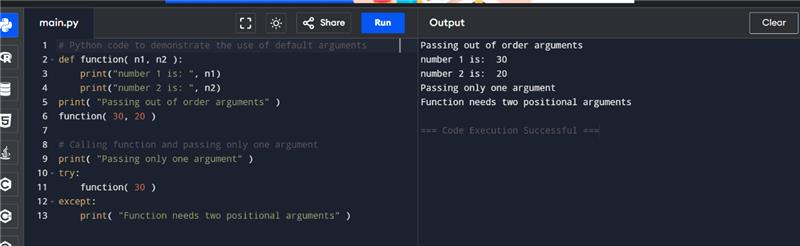 main.py
Share
Run
Output
Clear
1 # Python code to demonstrate the use of default arguments
2 def function( n1, n2 ):
3 print("number 1 is: ", n1)
4 print("number 2 is: ", n2)
5 print( "Passing out of order arguments" )
6 function( 30, 20 )
7
8 # Calling function and passing only one argument
9 print( "Passing only one argument" )
10 try:
11 function( 30 )
12 except:
13 print( "Function needs two positional arguments" )
Passing out of order arguments
number 1 is:  30
number 2 is:  20
Passing only one argument
Function needs two positional arguments
=== Code Execution Successful ===